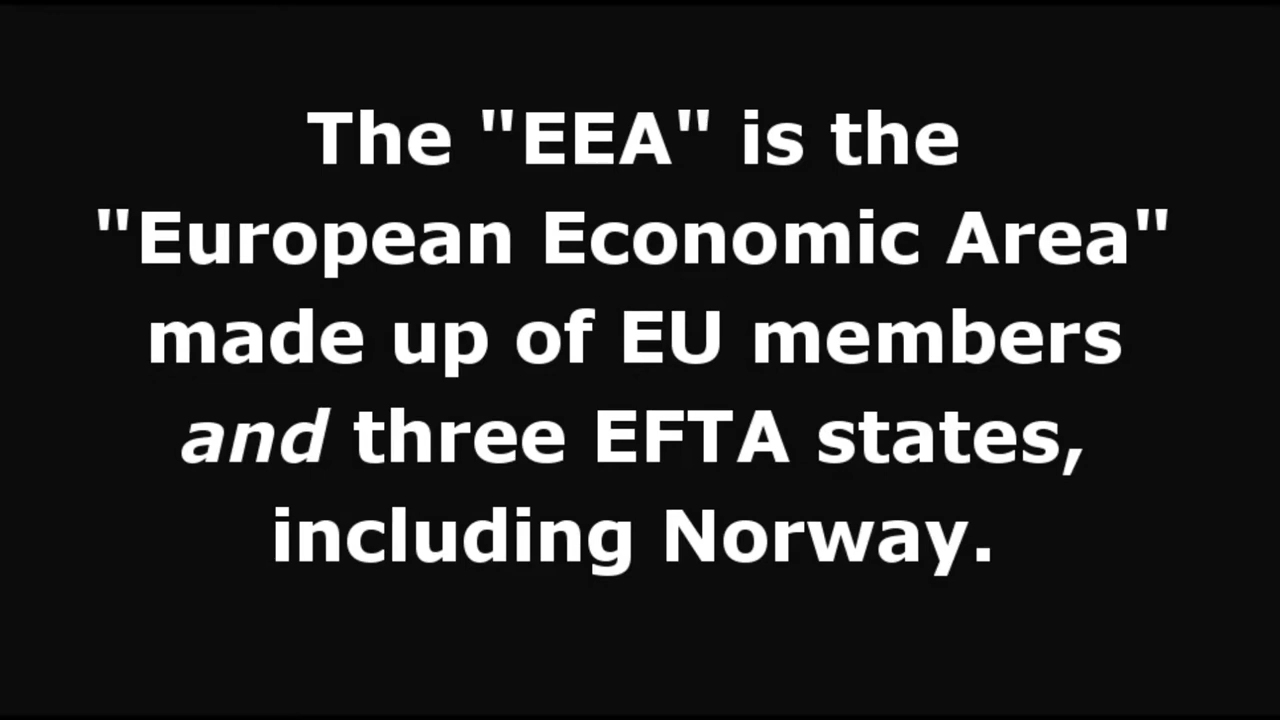 The "EEA" is the
"European Economic Area"
made up of EU members
and three EFTA states,
including Norway.